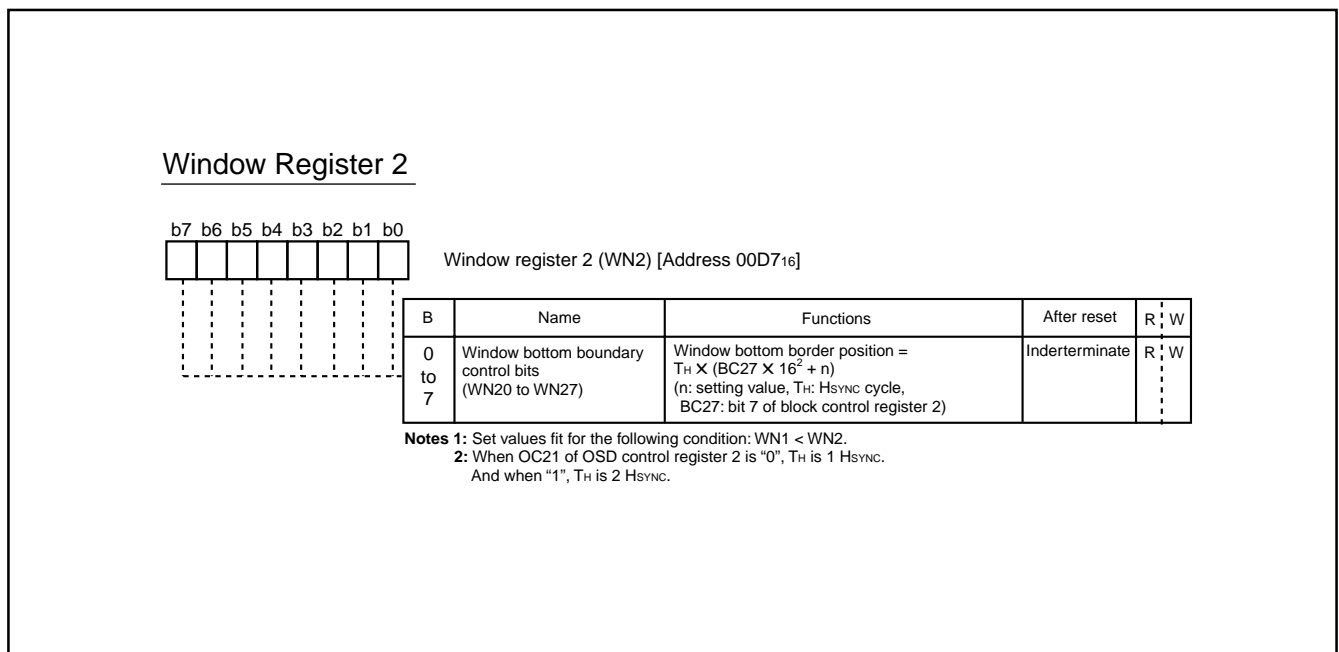 Window Register 2
b7 b6 b5 b4 b3 b2 b1 b0
Window register 2 (WN2) [Address 00D7₁₆]
B Name Functions After reset R W
0 to 7
Window bottom boundary
control bits
(WN20 to WN27)
Window bottom border position =
TH X (BC27 X 16² + n)
(n: setting value, TH: HSYNC cycle,
BC27: bit 7 of block control register 2)
Inderterminate R W
Notes 1: Set values fit for the following condition: WN1 < WN2.
2: When OC21 of OSD control register 2 is “0”, TH is 1 HSYNC.
And when “1”, TH is 2 HSYNC.